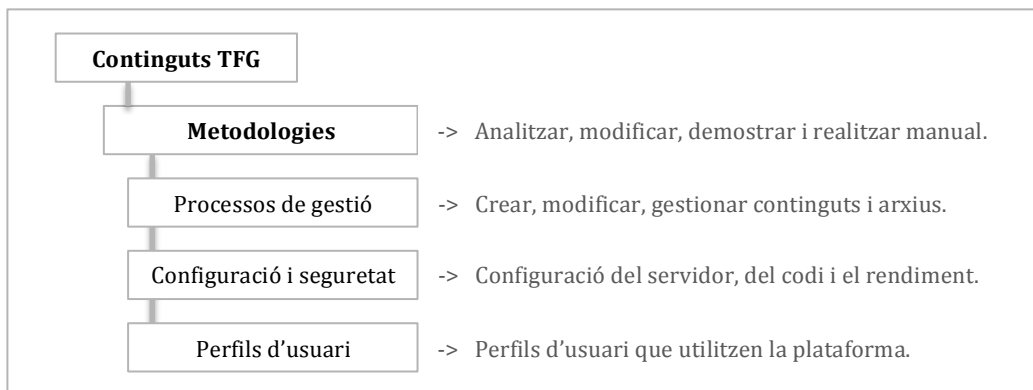 Continguts TFG
Metodologies -> Analitzar, modificar, demostrar i realitzar manual.
Processos de gestió -> Crear, modificar, gestionar continguts i arxius.
Configuració i seguretat -> Configuració del servidor, del codi i el rendiment.
Perfils d’usuari -> Perfils d’usuari que utilitzen la plataforma.